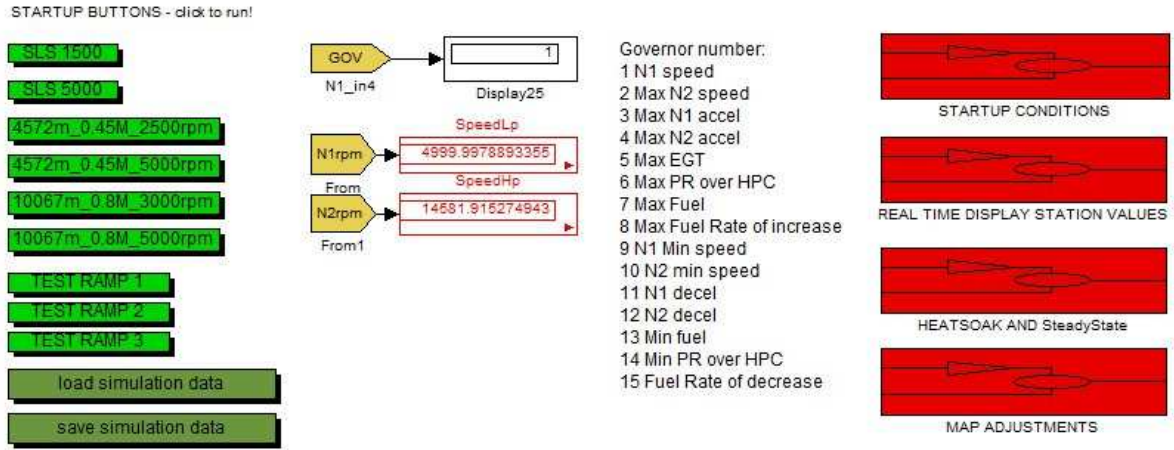 STARTUP BUTTONS - click to run!
SLS 1500
SLS 5000
4572m_0.45M_2500rpm
4572m_0.45M_5000rpm
10067m_0.8M_3000rpm
10067m_0.8M_5000rpm
TEST RAMP 1
TEST RAMP 2
TEST RAMP 3
load simulation data
save simulation data
GOV
N1_in4
1
Display25
SpeedLp
N1rpm
4999.9978893355
From
SpeedHp
N2rpm
14581.915274943
From1
Governor number:
1 N1 speed
2 Max N2 speed
3 Max N1 accel
4 Max N2 accel
5 Max EGT
6 Max PR over HPC
7 Max Fuel
8 Max Fuel Rate of increase
9 N1 Min speed
10 N2 min speed
11 N1 decel
12 N2 decel
13 Min fuel
14 Min PR over HPC
15 Fuel Rate of decrease
STARTUP CONDITIONS
REAL TIME DISPLAY STATION VALUES
HEATSOAK AND SteadyState
MAP ADJUSTMENTS